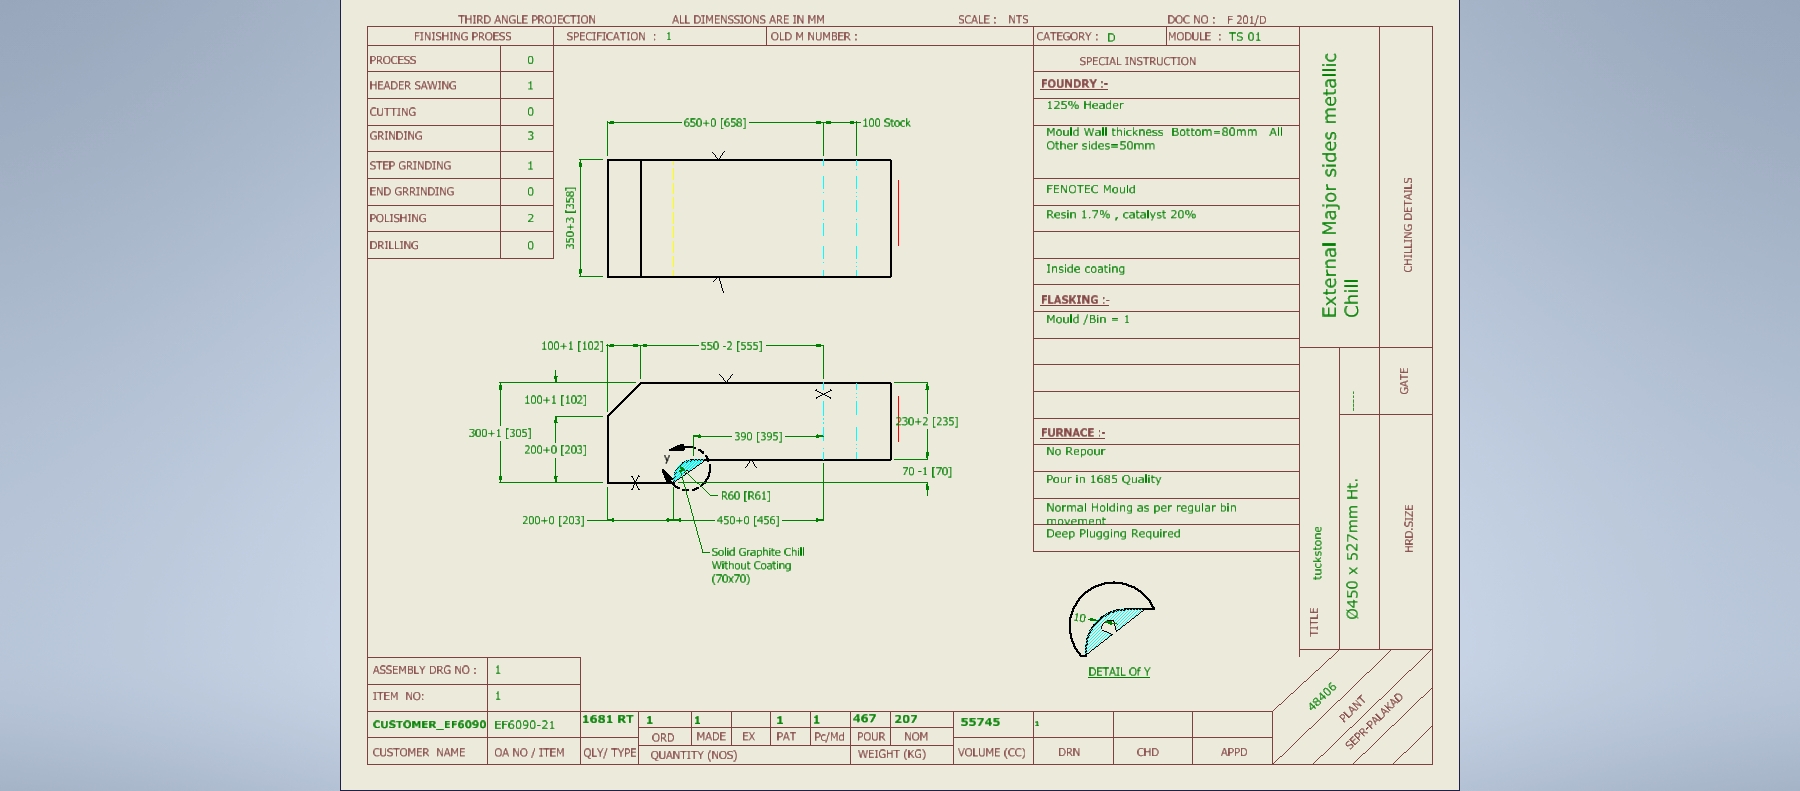 THIRD ANGLE PROJECTION ALL DIMENSSIONS ARE IN MM SCALE : NTS DOC NO : F 201/D
FINISHING PROESS SPECIFICATION : 1 OLD M NUMBER : CATEGORY : D MODULE : TS 01
PROCESS 0
HEADER SAWING 1
CUTTING 0
GRINDING 3
STEP GRINDING 1
END GRRINDING 0
POLISHING 2
DRILLING 0
650+0 [658] 100 Stock
350+3 [358]
100+1 [102] 550 -2 [555]
100+1 [102]
300+1 [305]
200+0 [203]
230+2 [235]
390 [395]
y
70 -1 [70]
R60 [R61]
200+0 [203] 450+0 [456]
Solid Graphite Chill
Without Coating
(70x70)
SPECIAL INSTRUCTION
FOUNDRY :-
125% Header
Mould Wall thickness Bottom=80mm All
Other sides=50mm
FENOTEC Mould
Resin 1.7% , catalyst 20%
Inside coating
FLASKING :-
Mould /Bin = 1
FURNACE :-
No Repour
Pour in 1685 Quality
Normal Holding as per regular bin
movement
Deep Plugging Required
10
DETAIL Of Y
External Major sides metallic
Chill
CHILLING DETAILS
-----
GATE
TITLE tuckstone
Ø450 x 527mm Ht.
HRD.SIZE
48406
PLANT
SEPR-PALAKAD
ASSEMBLY DRG NO : 1
ITEM NO: 1
CUSTOMER_EF6090 EF6090-21 1681 RT 1 1 1 1 467 207 55745 1
ORD MADE EX PAT Pc/Md POUR NOM
CUSTOMER NAME OA NO / ITEM QLY/ TYPE QUANTITY (NOS) WEIGHT (KG) VOLUME (CC) DRN CHD APPD